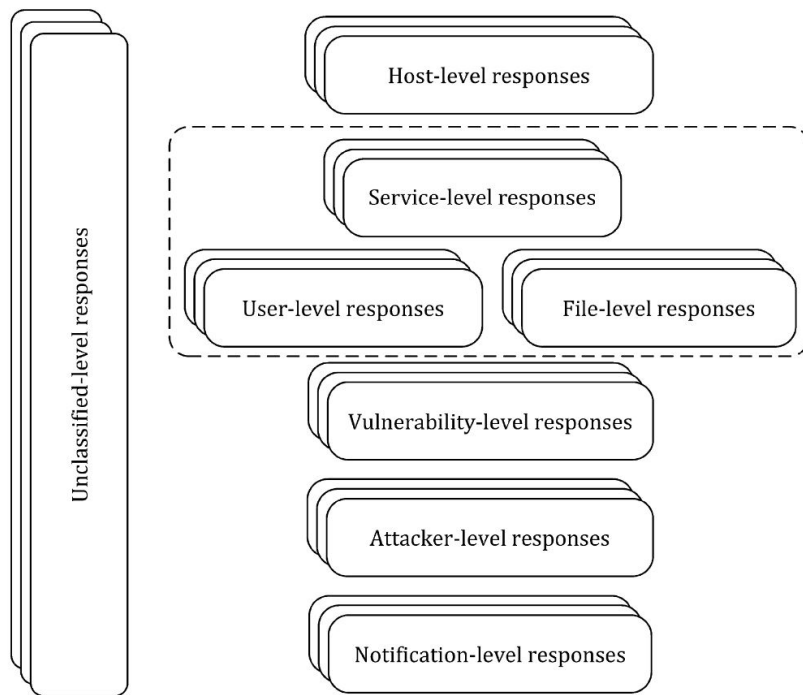 Unclassified-level responses
Host-level responses
Service-level responses
User-level responses
File-level responses
Vulnerability-level responses
Attacker-level responses
Notification-level responses